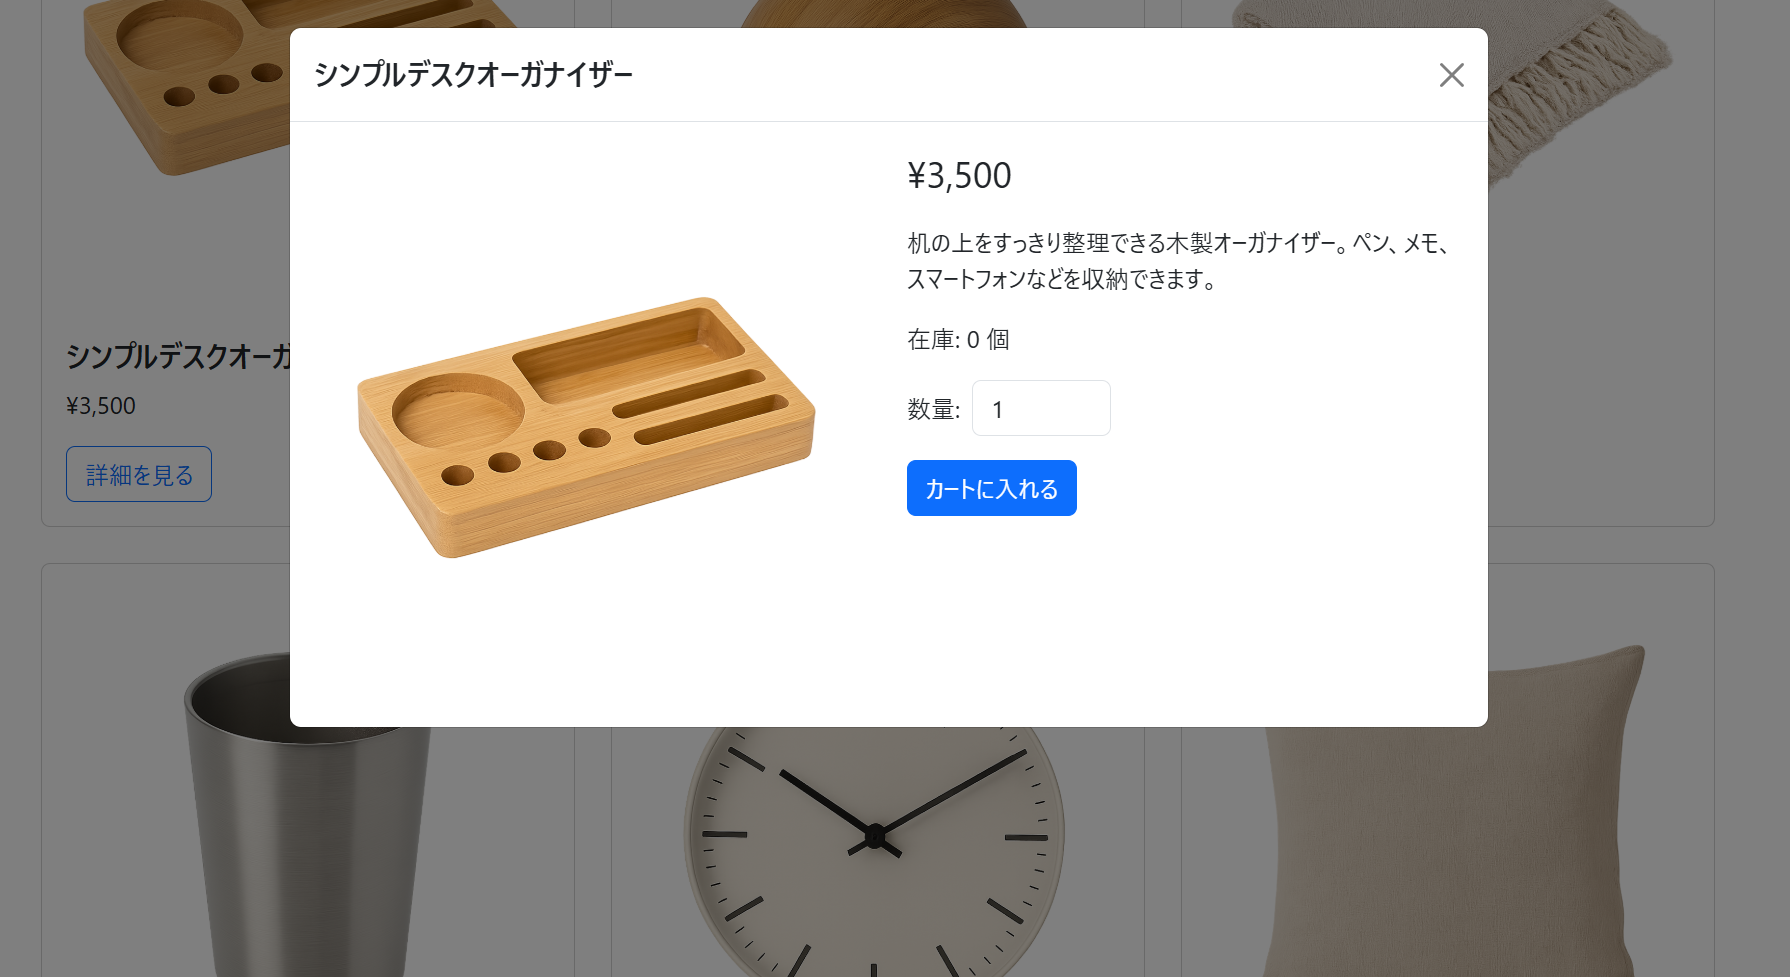 シンプルデスクオーガナイザー
¥3,500
机の上をすっきり整理できる木製オーガナイザー。ペン、メモ、
スマートフォンなどを収納できます。
在庫: 0 個
数量: 1
カートに入れる
シンプルデスクオーガ
¥3,500
詳細を見る